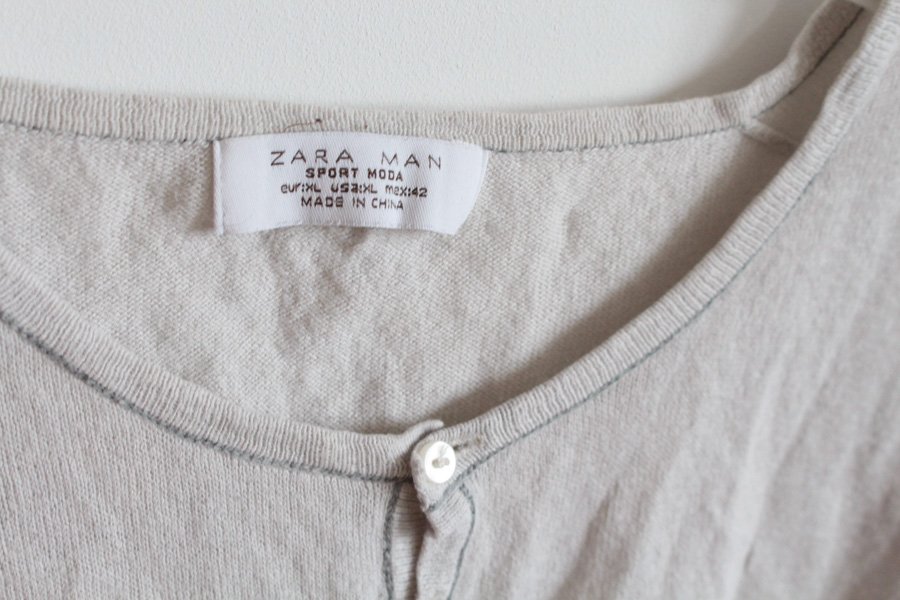 ZARA MAN
SPORT MODA
eur:XL usa:XL mex:42
MADE IN CHINA